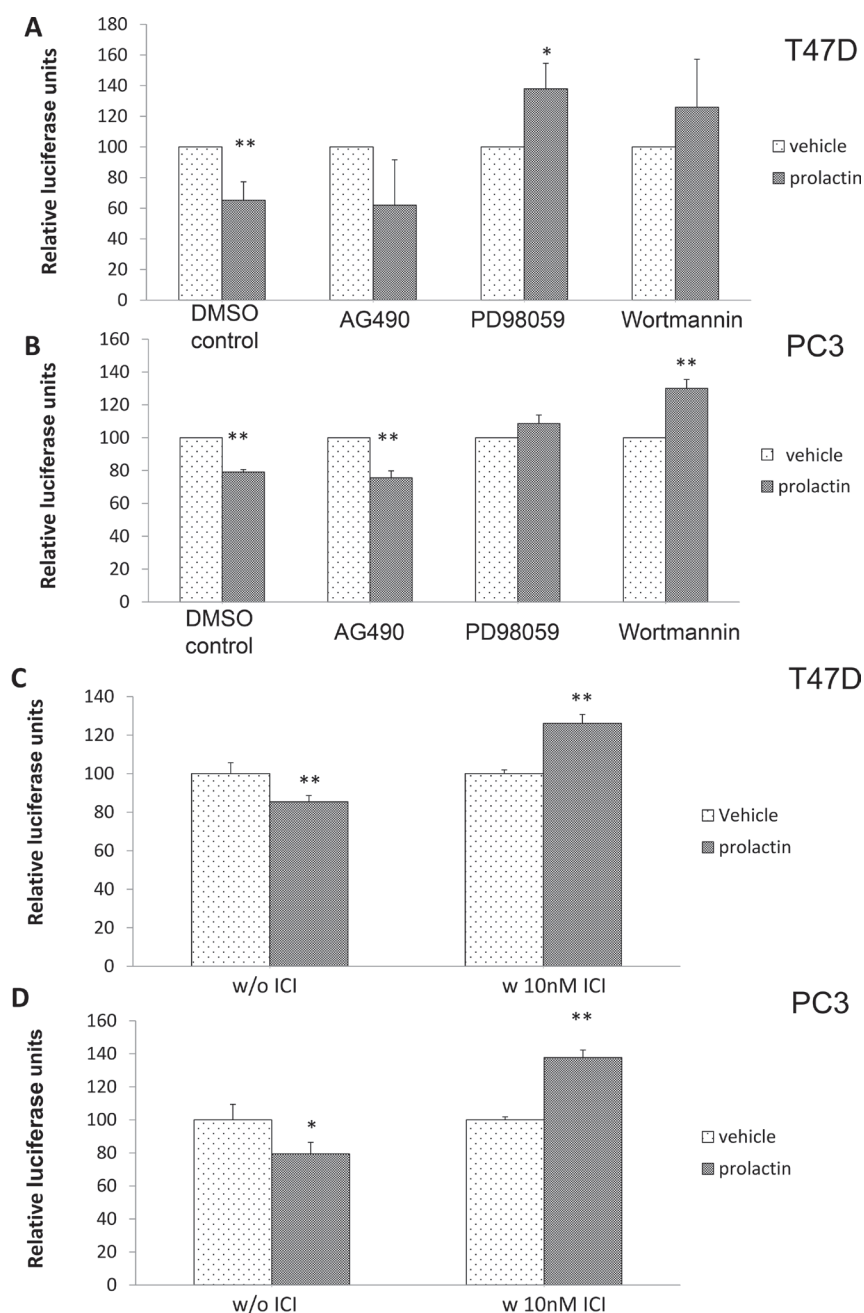 A
T47D
Relative luciferase units
180
160
140
120
100
80
60
40
20
0
**
*
vehicle
prolactin
DMSO
control
AG490
PD98059
Wortmannin
B
PC3
Relative luciferase units
160
140
120
100
80
60
40
20
0
**
**
**
vehicle
prolactin
DMSO
control
AG490
PD98059
Wortmannin
C
T47D
Relative luciferase units
140
120
100
80
60
40
20
0
**
**
Vehicle
prolactin
w/o ICI
w 10nM ICI
D
PC3
Relative luciferase units
160
140
120
100
80
60
40
20
0
*
**
vehicle
prolactin
w/o ICI
w 10nM ICI